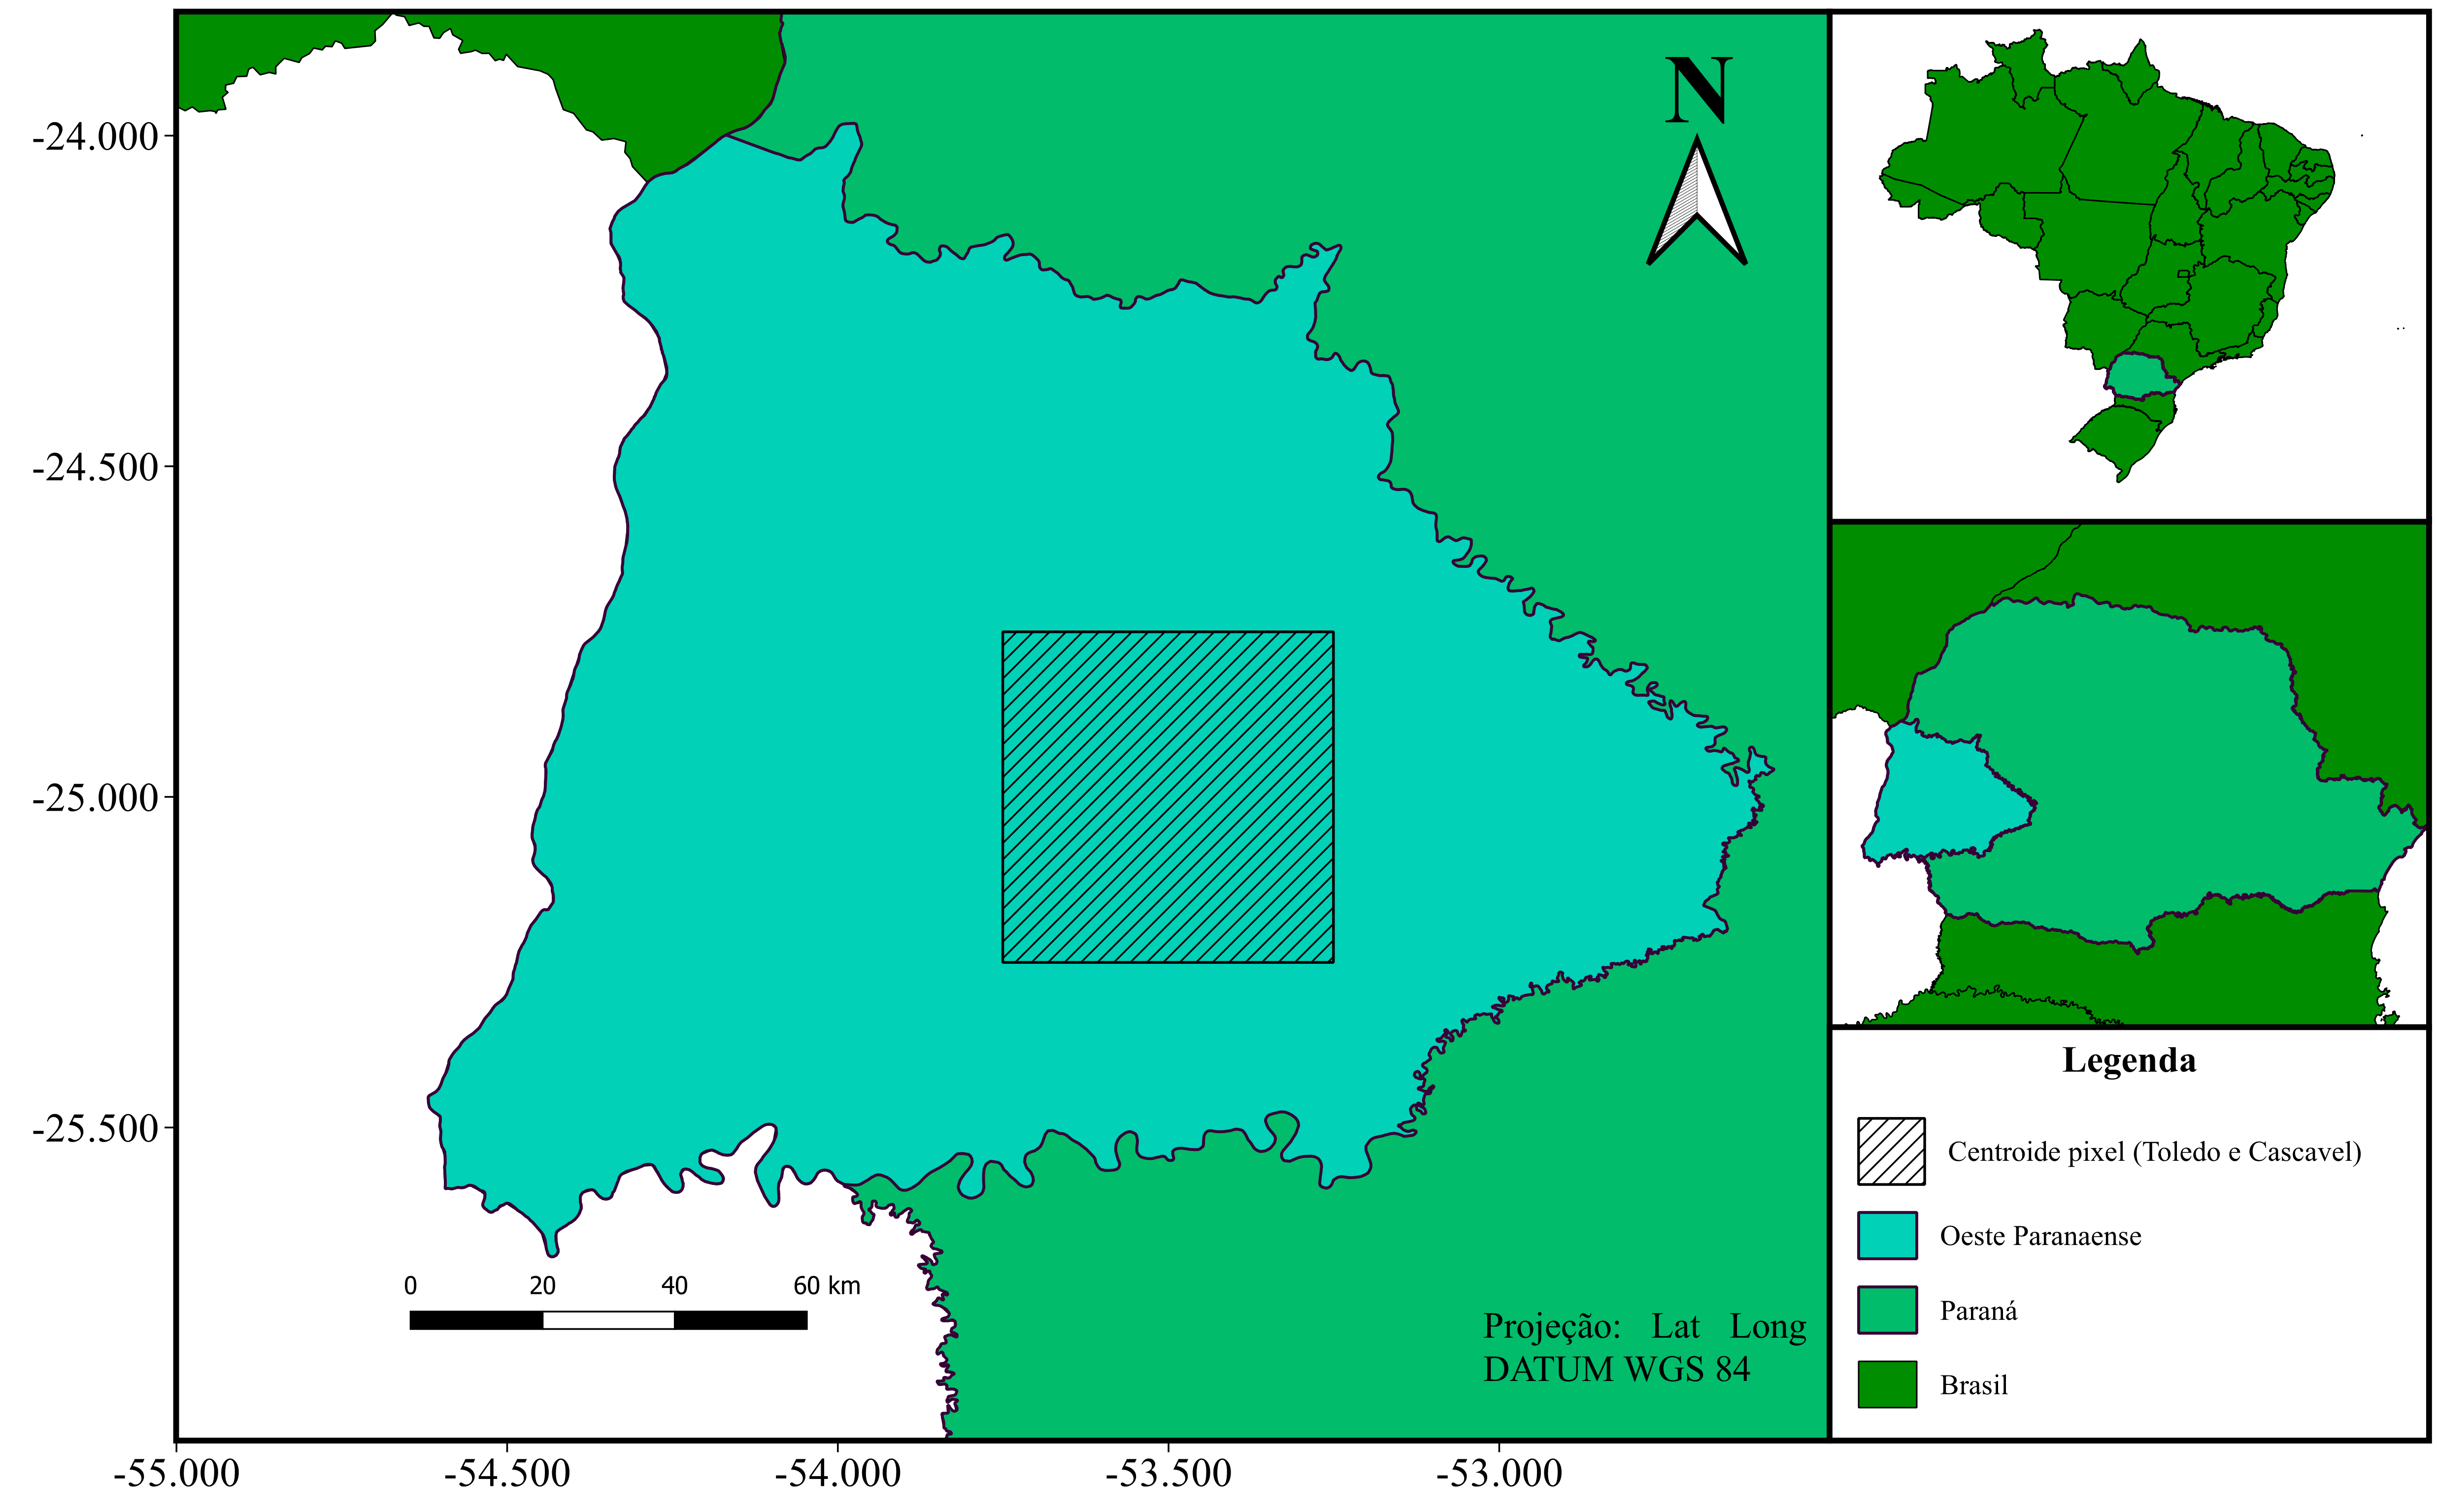 N
-24.000
-24.500
-25.000
-25.500
0 20 40 60 km
Projeção: Lat Long
DATUM WGS 84
-55.000 -54.500 -54.000 -53.500 -53.000
Legenda
Centroide pixel (Toledo e Cascavel)
Oeste Paranaense
Paraná
Brasil